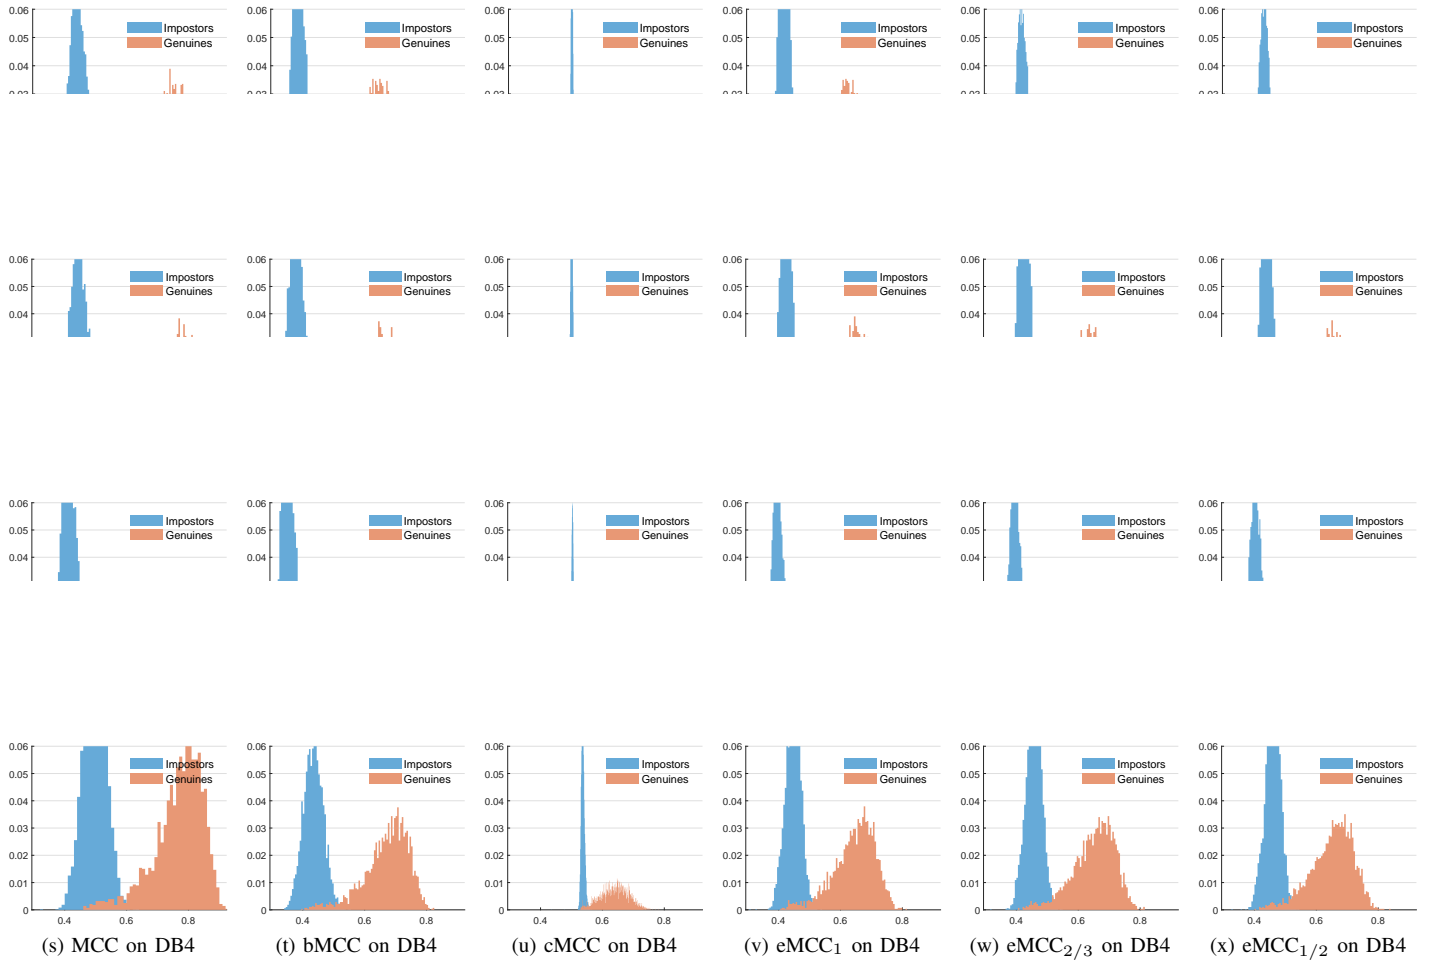 0.06 0.06 0.06 0.06 0.06 0.06
Impostors Impostors Impostors Impostors Impostors Impostors
0.05 0.05 0.05 0.05 0.05 0.05
Genuines Genuines Genuines Genuines Genuines Genuines
0.04 0.04 0.04 0.04 0.04 0.04
0.03 0.03 0.03 0.03 0.03 0.03
0.06 0.06 0.06 0.06 0.06 0.06
Impostors Impostors Impostors Impostors Impostors Impostors
0.05 0.05 0.05 0.05 0.05 0.05
Genuines Genuines Genuines Genuines Genuines Genuines
0.04 0.04 0.04 0.04 0.04 0.04
0.06 0.06 0.06 0.06 0.06 0.06
Impostors Impostors Impostors Impostors Impostors Impostors
0.05 0.05 0.05 0.05 0.05 0.05
Genuines Genuines Genuines Genuines Genuines Genuines
0.04 0.04 0.04 0.04 0.04 0.04
0.06 0.06 0.06 0.06 0.06 0.06
Impostors Impostors Impostors Impostors Impostors Impostors
0.05 0.05 0.05 0.05 0.05 0.05
Genuines Genuines Genuines Genuines Genuines Genuines
0.04 0.04 0.04 0.04 0.04 0.04
0.03 0.03 0.03 0.03 0.03 0.03
0.02 0.02 0.02 0.02 0.02 0.02
0.01 0.01 0.01 0.01 0.01 0.01
0 0 0 0 0 0
0.4 0.6 0.8 0.4 0.6 0.8 0.4 0.6 0.8 0.4 0.6 0.8 0.4 0.6 0.8 0.4 0.6 0.8
(s) MCC on DB4 (t) bMCC on DB4 (u) cMCC on DB4 (v) eMCC₁ on DB4 (w) eMCC₂/₃ on DB4 (x) eMCC₁/₂ on DB4